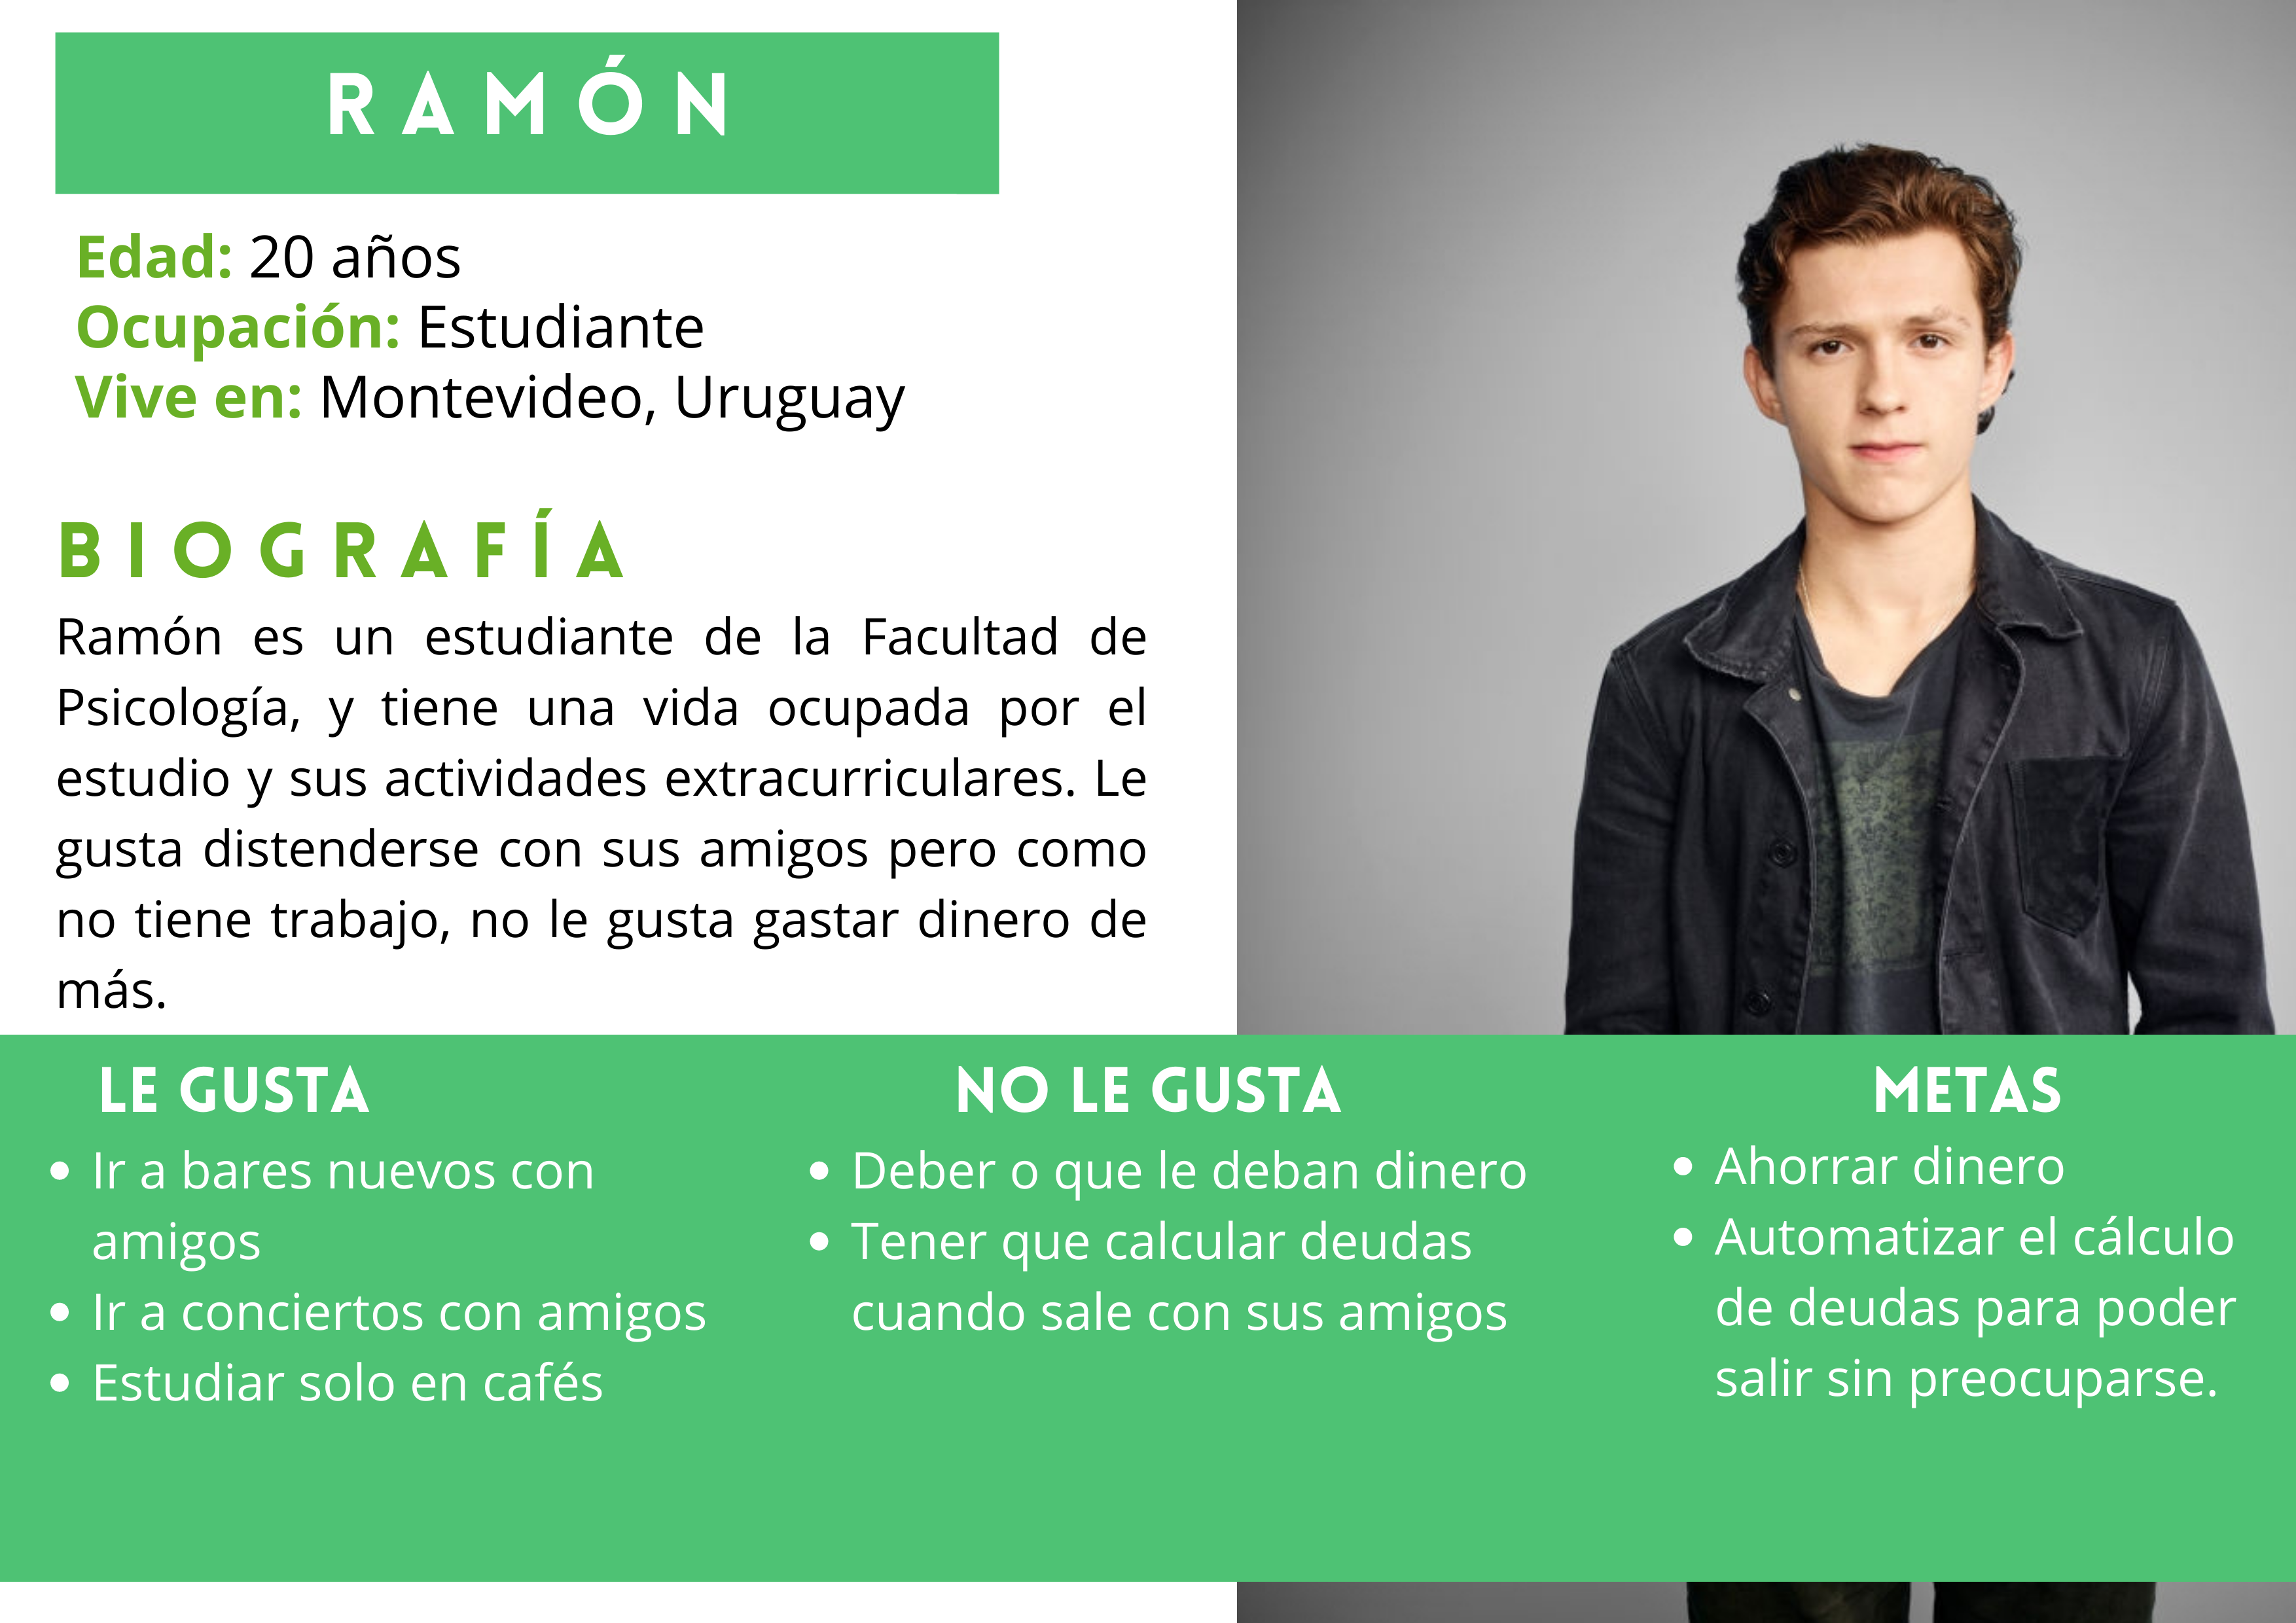 RAMÓN
Edad: 20 años
Ocupación: Estudiante
Vive en: Montevideo, Uruguay
BIOGRAFÍA
Ramón es un estudiante de la Facultad de
Psicología, y tiene una vida ocupada por el
estudio y sus actividades extracurriculares. Le
gusta distenderse con sus amigos pero como
no tiene trabajo, no le gusta gastar dinero de
más.
LE GUSTA
• Ir a bares nuevos con
amigos
• Ir a conciertos con amigos
• Estudiar solo en cafés
NO LE GUSTA
• Deber o que le deban dinero
• Tener que calcular deudas
cuando sale con sus amigos
METAS
• Ahorrar dinero
• Automatizar el cálculo
de deudas para poder
salir sin preocuparse.